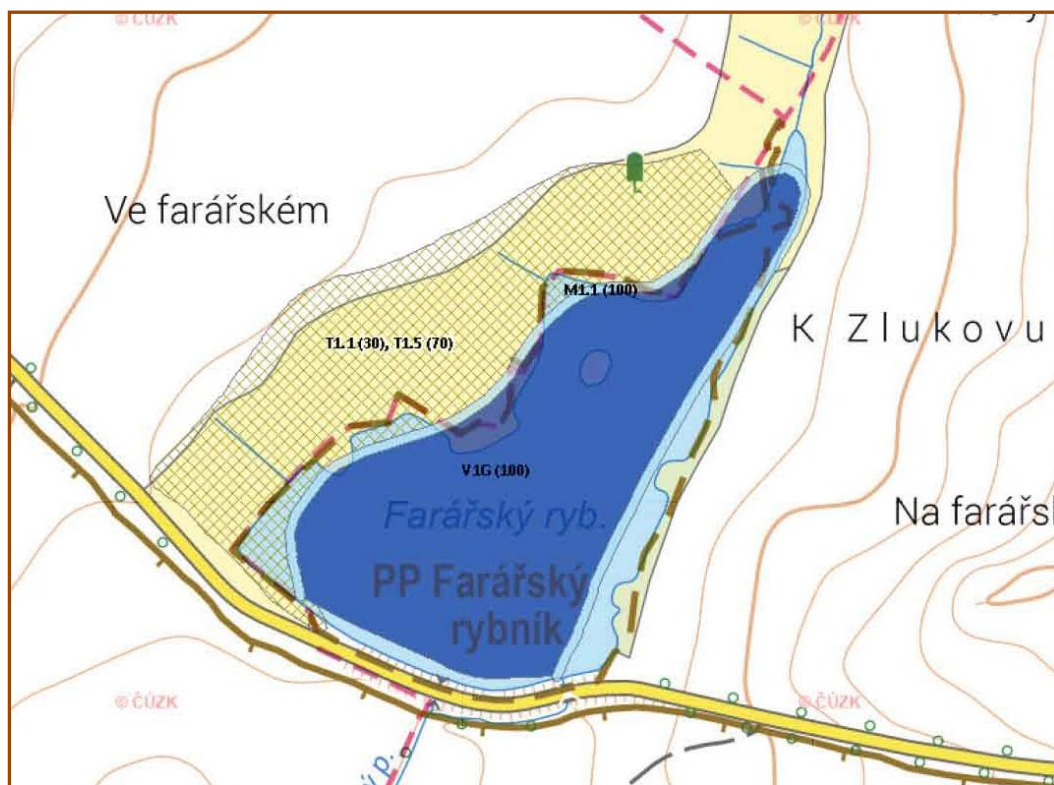 © ČÚZK
© ČÚZK
Ve farářském
M1.1 (100)
K Zlukovu
T1.1 (30), T1.5 (70)
V1G (100)
Farářský ryb.
Na farářsk
PP Farářský
rybník
© ČÚZK
© ČÚZK
ý p.